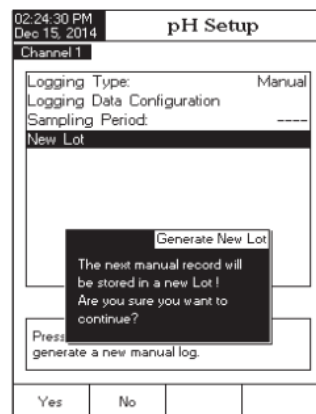 02:24:30 PM
Dec 15, 2014
pH Setup
Channel 1
Logging Type: Manual
Logging Data Configuration
Sampling Period: ----
New Lot
Generate New Lot
The next manual record will
be stored in a new Lot !
Are you sure you want to
continue?
Press
generate a new manual log.
Yes No